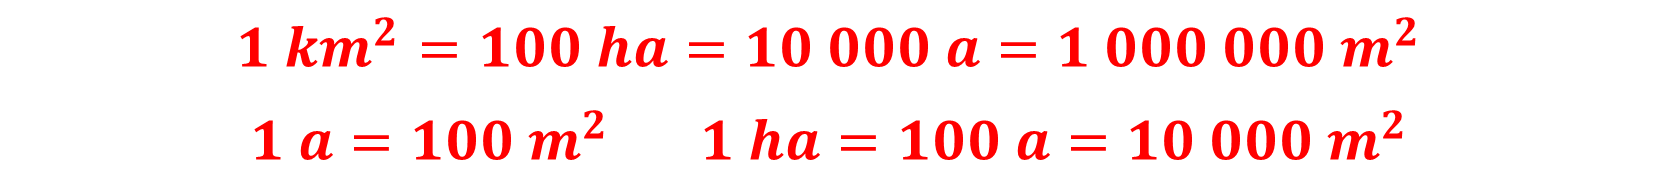 1 km² = 100 ha = 10 000 a = 1 000 000 m²
1 a = 100 m² 1 ha = 100 a = 10 000 m²